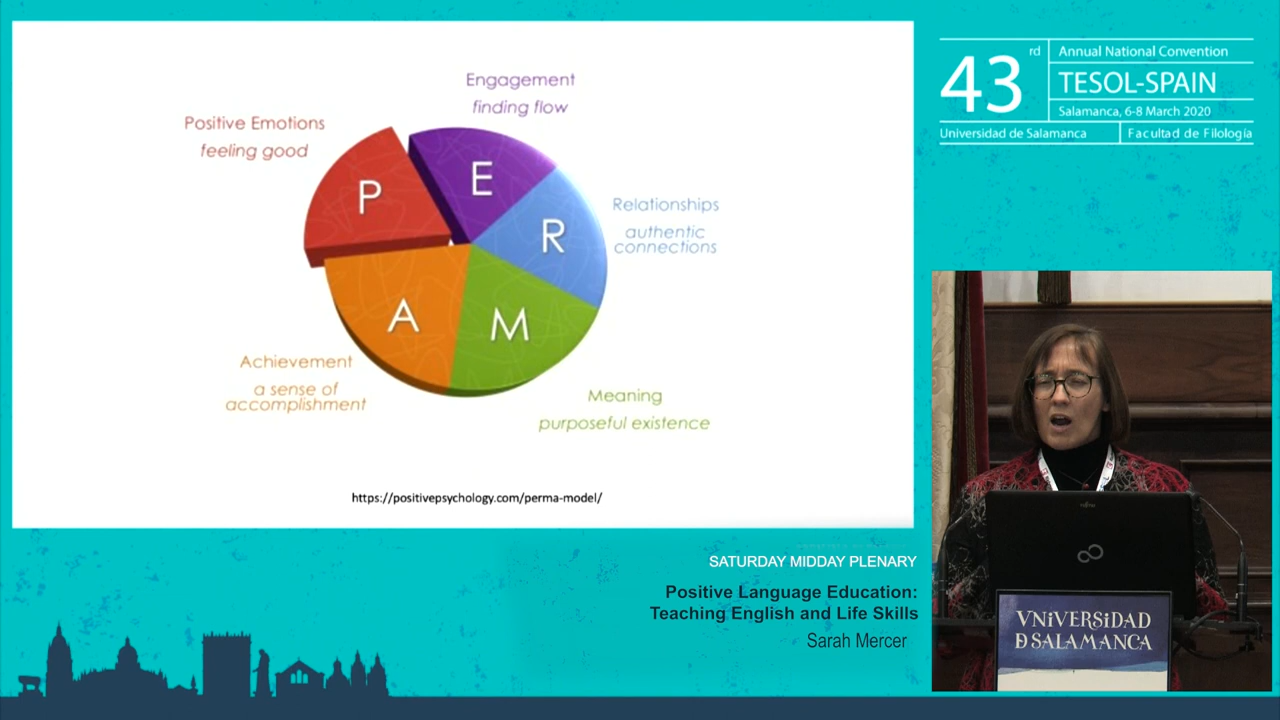 Engagement
finding flow
Positive Emotions
feeling good
P
E
Relationships
authentic
connections
R
A
M
Achievement
a sense of
accomplishment
Meaning
purposeful existence
https://positivepsychology.com/perma-model/
43rd
Annual National Convention
TESOL-SPAIN
Salamanca, 6-8 March 2020
Universidad de Salamanca
Facultad de Filología
SATURDAY MIDDAY PLENARY
Positive Language Education:
Teaching English and Life Skills
Sarah Mercer
FUJITSU
VNiVERSiDAD
Ð SALAMANCA